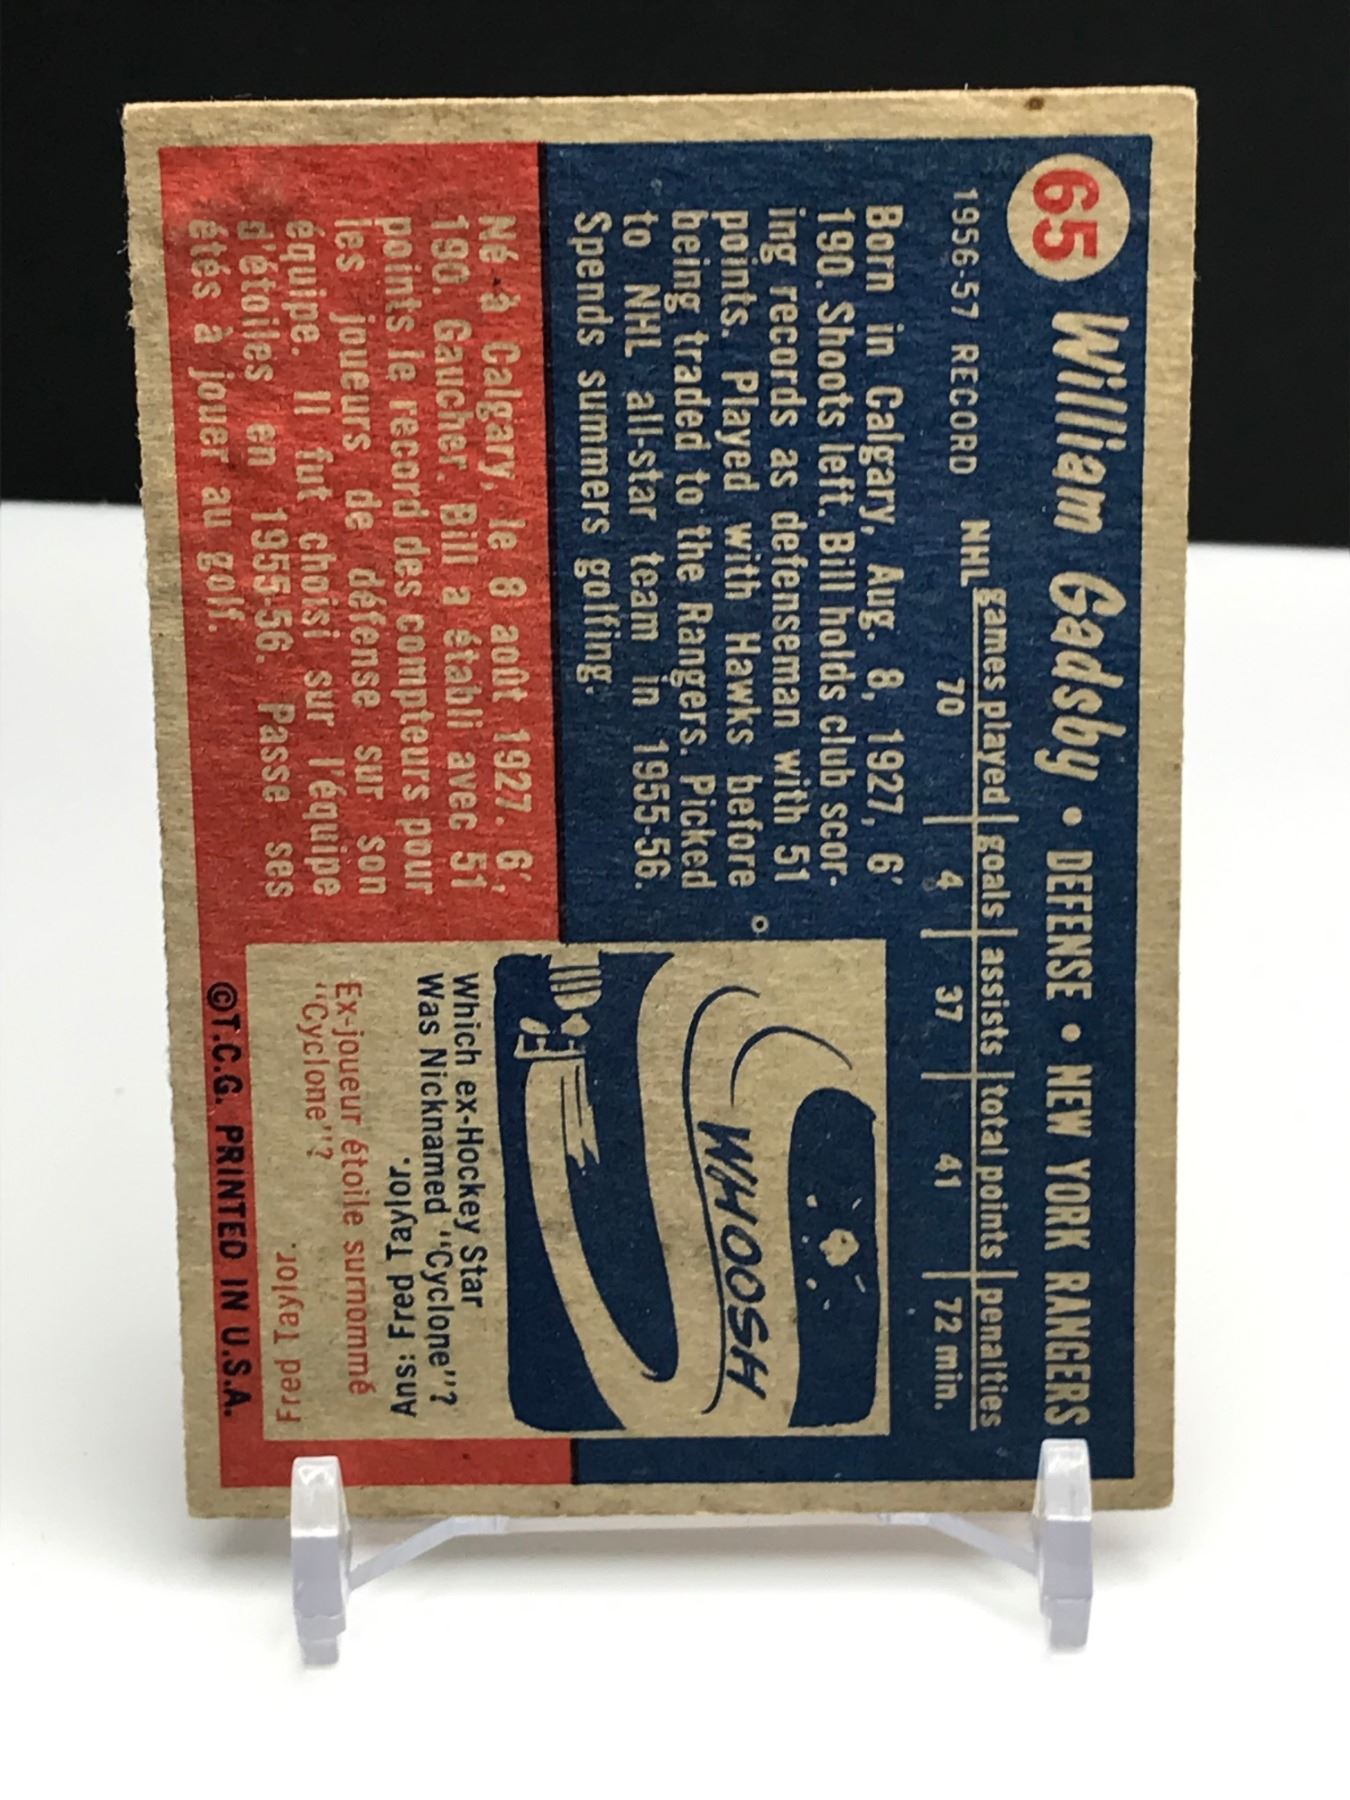 65 William Gadsby • DEFENSE • NEW YORK RANGERS
1956-57 RECORD NHL games played goals assists total points penalties
70 4 37 41 72 min.
Born in Calgary, Aug. 8, 1927, 6'
190. Shoots left. Bill holds club scor-
ing records as defenseman with 51
points. Played with Hawks before
being traded to the Rangers. Picked
to NHL all-star team in 1955-56.
Spends summers golfing.
Né à Calgary, le 8 août 1927. 6',
190. Gaucher. Bill a établi avec 51
points le record des compteurs pour
les joueurs de défense sur son
équipe. Il fut choisi sur l'équipe
d'étoiles en 1955-56. Passe ses
étés à jouer au golf.
WHOOSH
Which ex-Hockey Star
Was Nicknamed "Cyclone"?
Ans: Fred Taylor.
Ex-joueur étoile surnommé
"Cyclone"?
Fred Taylor.
©T.C.G. PRINTED IN U.S.A.